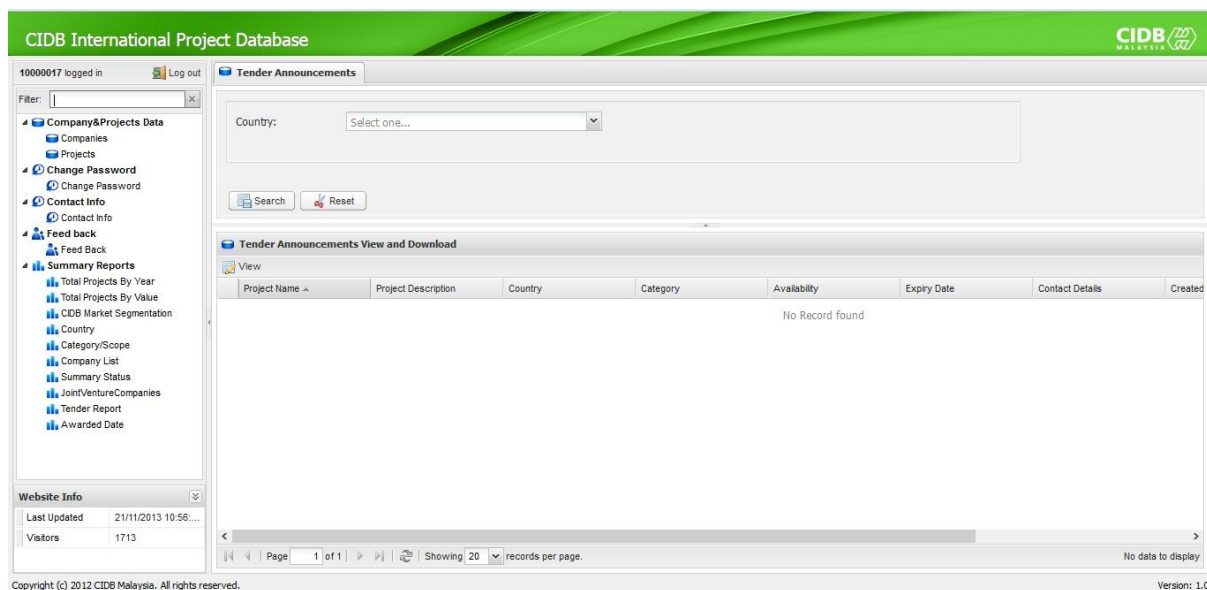 CIDB International Project Database
CIDB
MALAYSIA
10000017 logged in
Log out
Filter:
Company&Projects Data
Companies
Projects
Change Password
Change Password
Contact Info
Contact Info
Feed back
Feed Back
Summary Reports
Total Projects By Year
Total Projects By Value
CIDB Market Segmentation
Country
Category/Scope
Company List
Summary Status
JointVentureCompanies
Tender Report
Awarded Date
Website Info
Last Updated 21/11/2013 10:56:...
Visitors 1713
Tender Announcements
Country: Select one...
Search Reset
Tender Announcements View and Download
View
Project Name Project Description Country Category Availability Expiry Date Contact Details Created
No Record found
Page 1 of 1 Showing 20 records per page. No data to display
Copyright (c) 2012 CIDB Malaysia. All rights reserved. Version: 1.0